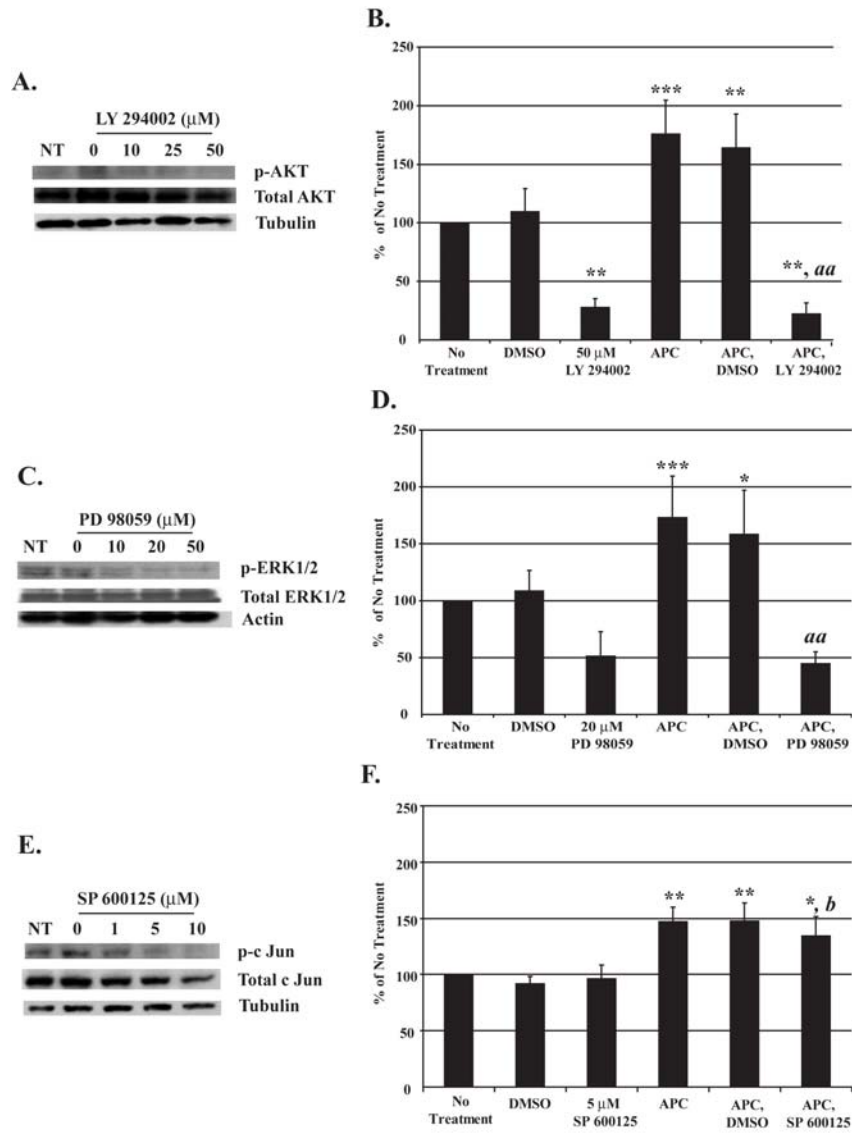 A.
LY 294002 (μM)
NT 0 10 25 50
p-AKT
Total AKT
Tubulin
B.
% of No Treatment
250
200
150
100
50
0
***
**
**
**, aa
No Treatment
DMSO
50 μM LY 294002
APC
APC, DMSO
APC, LY 294002
C.
PD 98059 (μM)
NT 0 10 20 50
p-ERK1/2
Total ERK1/2
Actin
D.
% of No Treatment
250
200
150
100
50
0
***
*
aa
No Treatment
DMSO
20 μM PD 98059
APC
APC, DMSO
APC, PD 98059
E.
SP 600125 (μM)
NT 0 1 5 10
p-c Jun
Total c Jun
Tubulin
F.
% of No Treatment
250
200
150
100
50
0
**
**
*, b
No Treatment
DMSO
5 μM SP 600125
APC
APC, DMSO
APC, SP 600125